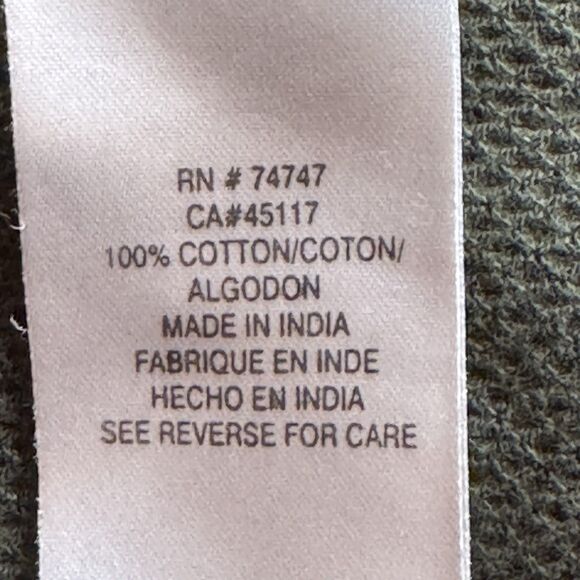 RN # 74747
CA#45117
100% COTTON/COTON/
ALGODON
MADE IN INDIA
FABRIQUE EN INDE
HECHO EN INDIA
SEE REVERSE FOR CARE